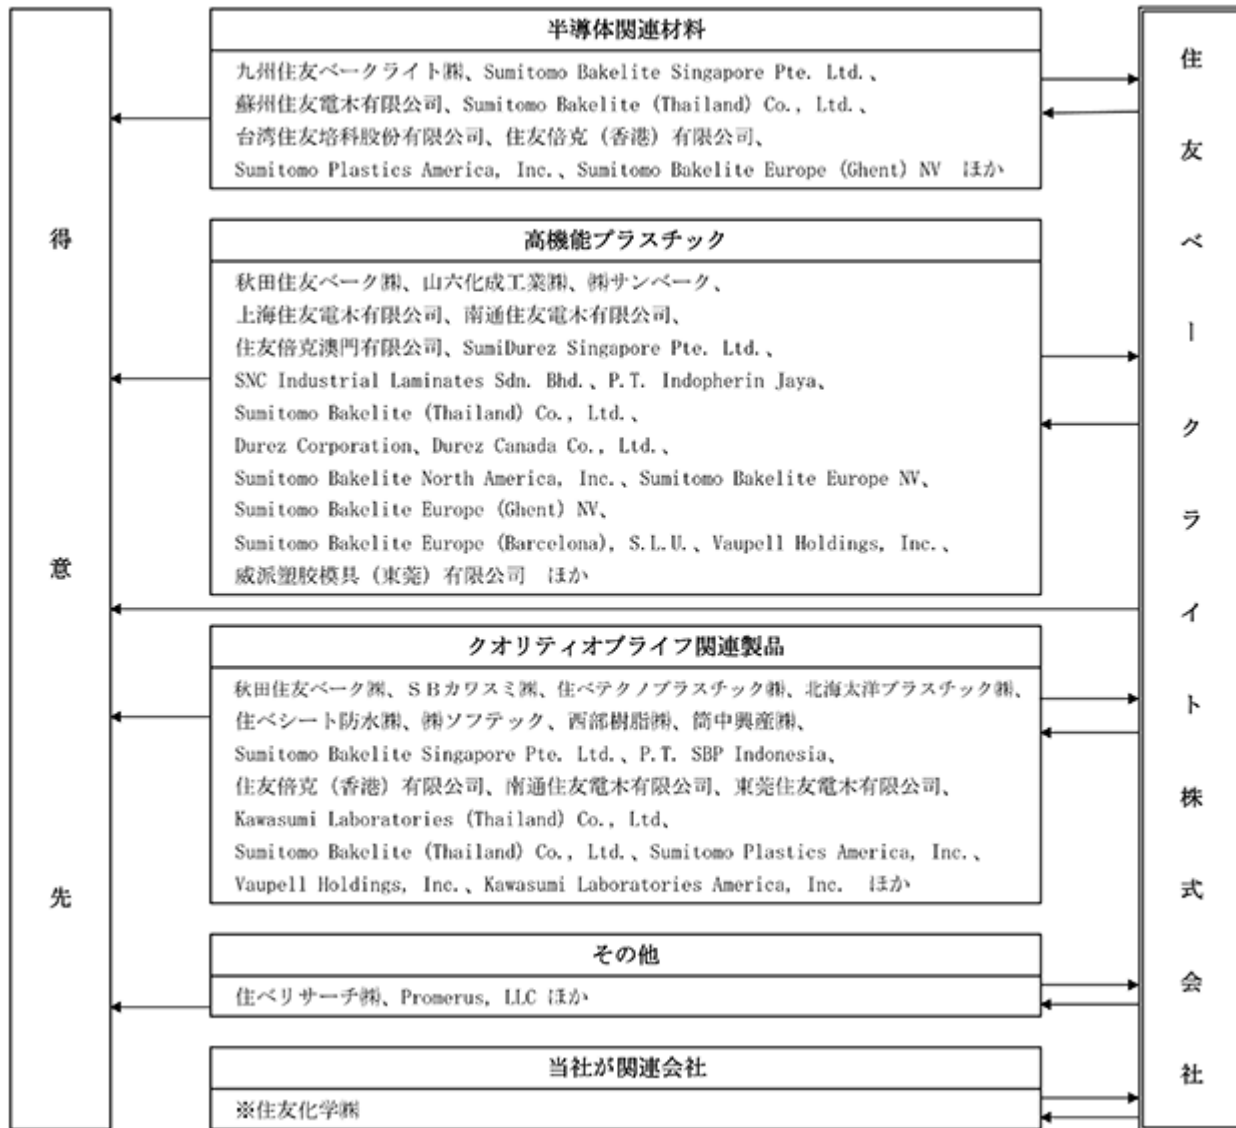 得意先
半導体関連材料
九州住友ベークライト㈱、Sumitomo Bakelite Singapore Pte. Ltd.、
蘇州住友電木有限公司、Sumitomo Bakelite (Thailand) Co., Ltd.、
台湾住友培科股份有限公司、住友倍克（香港）有限公司、
Sumitomo Plastics America, Inc.、Sumitomo Bakelite Europe (Ghent) NV　ほか
高機能プラスチック
秋田住友ベーク㈱、山六化成工業㈱、㈱サンベーク、
上海住友電木有限公司、南通住友電木有限公司、
住友倍克澳門有限公司、SumiDurez Singapore Pte. Ltd.、
SNC Industrial Laminates Sdn. Bhd.、P.T. Indopherin Jaya、
Sumitomo Bakelite (Thailand) Co., Ltd.、
Durez Corporation、Durez Canada Co., Ltd.、
Sumitomo Bakelite North America, Inc.、Sumitomo Bakelite Europe NV、
Sumitomo Bakelite Europe (Ghent) NV、
Sumitomo Bakelite Europe (Barcelona), S.L.U.、Vaupell Holdings, Inc.、
威派塑胶模具（東莞）有限公司　ほか
クオリティオブライフ関連製品
秋田住友ベーク㈱、ＳＢカワスミ㈱、住ベテクノプラスチック㈱、北海太洋プラスチック㈱、
住ベシート防水㈱、㈱ソフテック、西部樹脂㈱、筒中興産㈱、
Sumitomo Bakelite Singapore Pte. Ltd.、P.T. SBP Indonesia、
住友倍克（香港）有限公司、南通住友電木有限公司、東莞住友電木有限公司、
Kawasumi Laboratories (Thailand) Co., Ltd、
Sumitomo Bakelite (Thailand) Co., Ltd.、Sumitomo Plastics America, Inc.、
Vaupell Holdings, Inc.、Kawasumi Laboratories America, Inc.　ほか
その他
住ベリサーチ㈱、Promerus, LLC ほか
当社が関連会社
※住友化学㈱
住友ベークライト株式会社